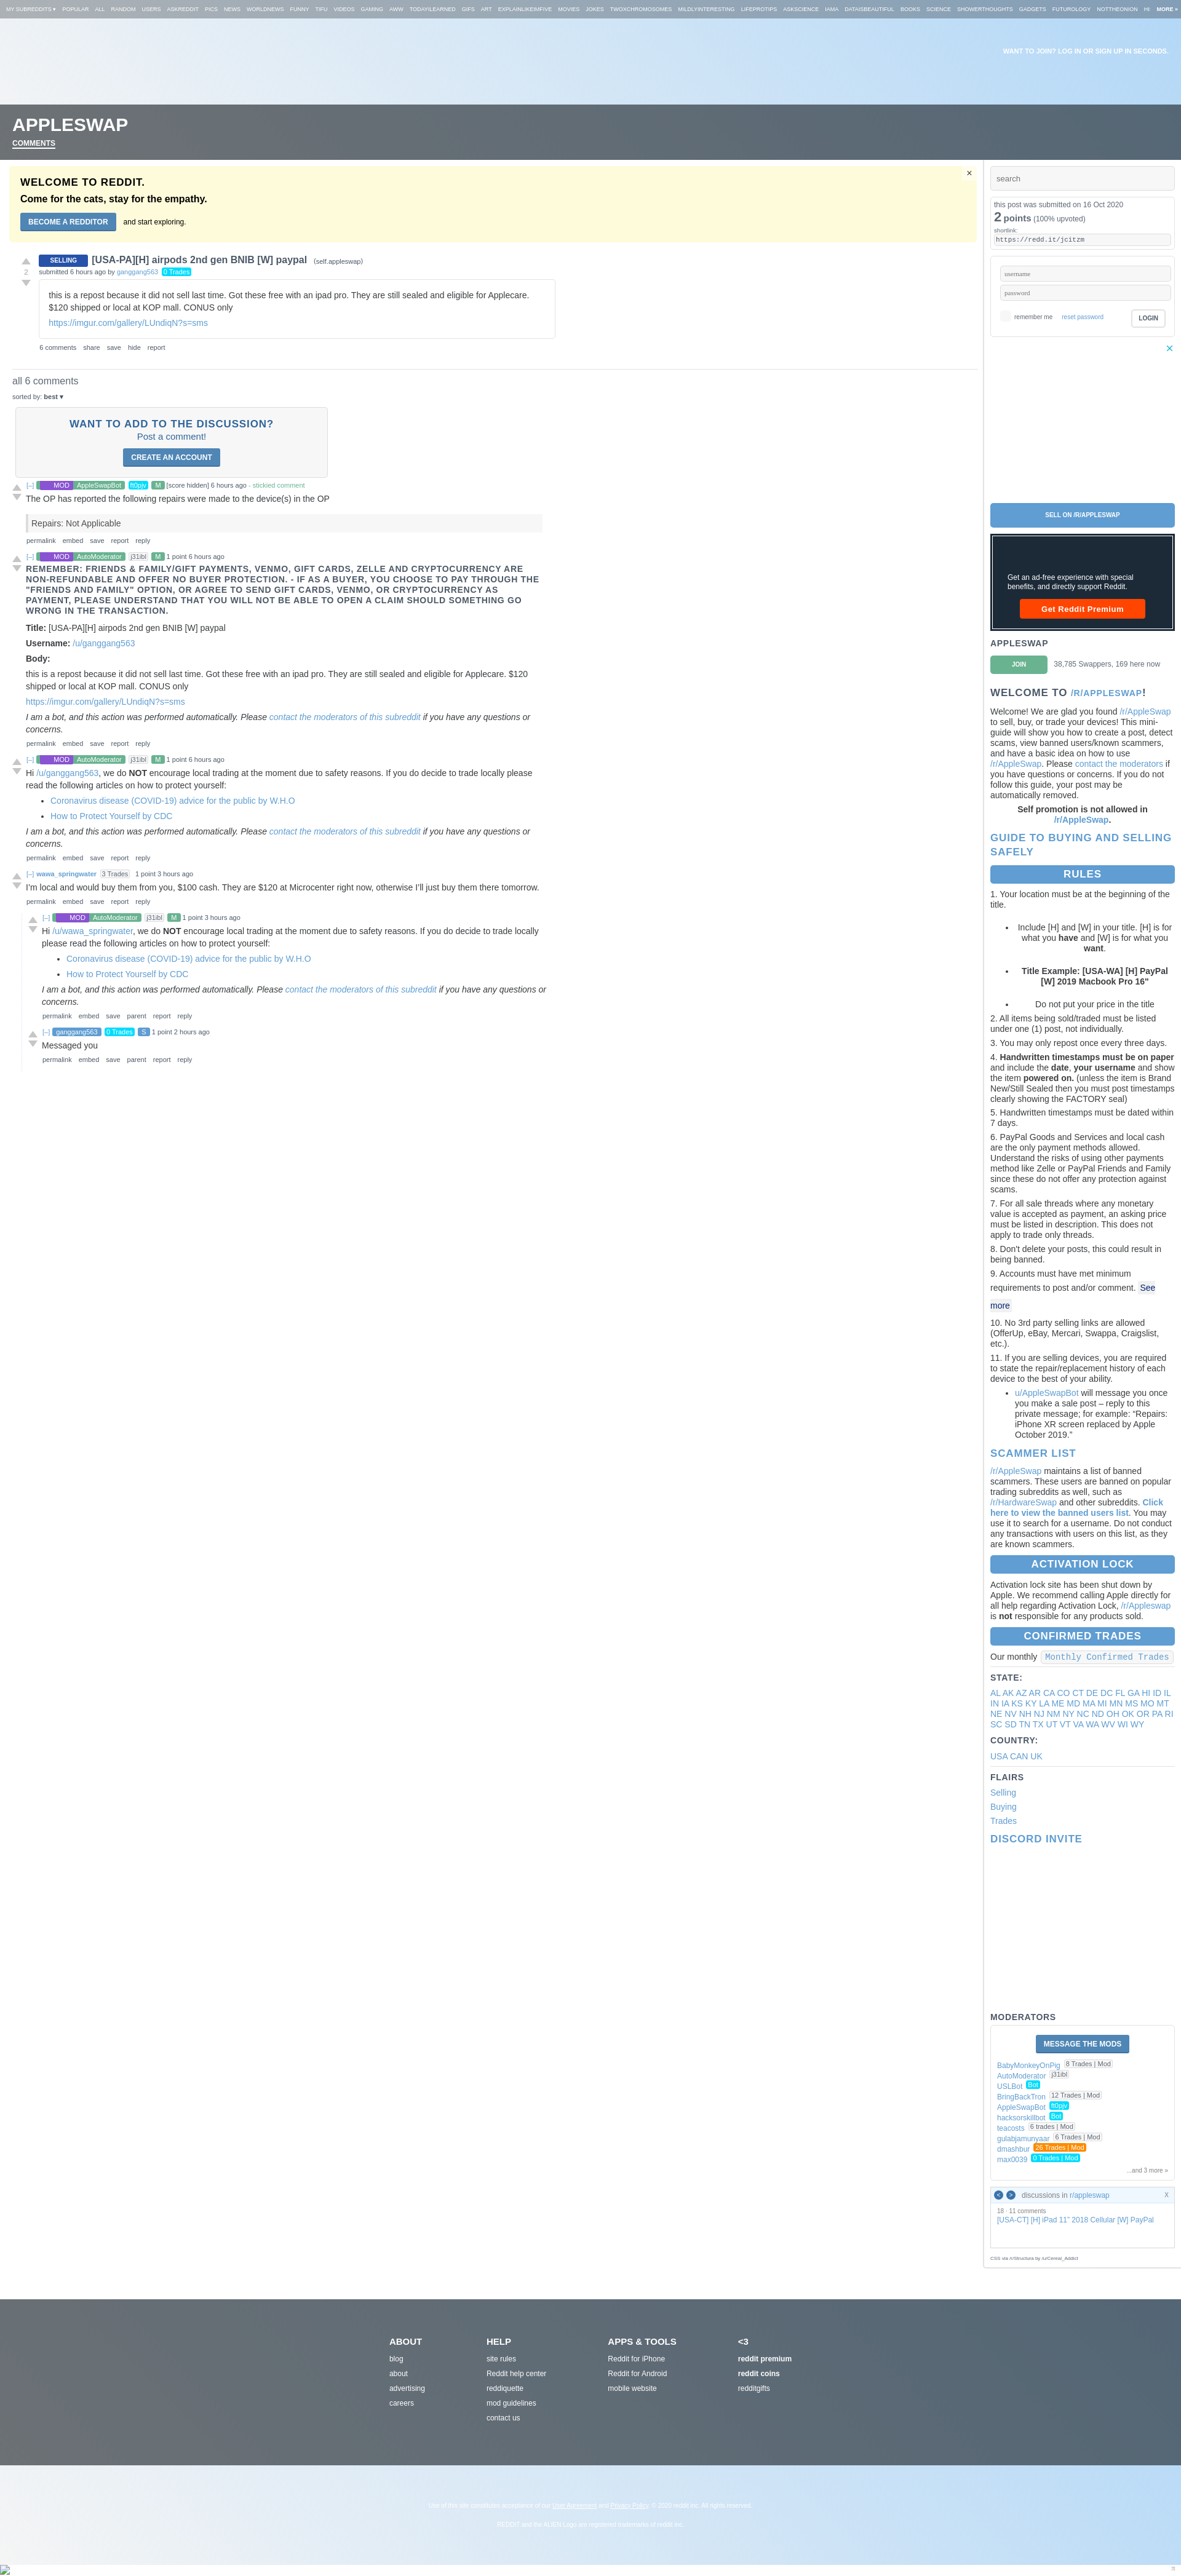 MY SUBREDDITS ▾ POPULAR ALL RANDOM USERS ASKREDDIT PICS NEWS WORLDNEWS FUNNY TIFU VIDEOS GAMING AWW TODAYILEARNED GIFS ART EXPLAINLIKEIMFIVE MOVIES JOKES TWOXCHROMOSOMES MILDLYINTERESTING LIFEPROTIPS ASKSCIENCE IAMA DATAISBEAUTIFUL BOOKS SCIENCE SHOWERTHOUGHTS GADGETS FUTUROLOGY NOTTHEONION HI MORE »
WANT TO JOIN? LOG IN OR SIGN UP IN SECONDS.
APPLESWAP
COMMENTS
WELCOME TO REDDIT.
Come for the cats, stay for the empathy.
BECOME A REDDITOR and start exploring.
×
2
SELLING [USA-PA][H] airpods 2nd gen BNIB [W] paypal (self.appleswap)
submitted 6 hours ago by ganggang563 0 Trades
this is a repost because it did not sell last time. Got these free with an ipad pro. They are still sealed and eligible for Applecare.
$120 shipped or local at KOP mall. CONUS only
https://imgur.com/gallery/LUndiqN?s=sms
6 comments share save hide report
all 6 comments
sorted by: best ▾
WANT TO ADD TO THE DISCUSSION?
Post a comment!
CREATE AN ACCOUNT
[–] MOD AppleSwapBot ft0pjv M [score hidden] 6 hours ago - stickied comment
The OP has reported the following repairs were made to the device(s) in the OP
Repairs: Not Applicable
permalink embed save report reply
[–] MOD AutoModerator j31ibl M 1 point 6 hours ago
REMEMBER: FRIENDS & FAMILY/GIFT PAYMENTS, VENMO, GIFT CARDS, ZELLE AND CRYPTOCURRENCY ARE
NON-REFUNDABLE AND OFFER NO BUYER PROTECTION. - IF AS A BUYER, YOU CHOOSE TO PAY THROUGH THE
"FRIENDS AND FAMILY" OPTION, OR AGREE TO SEND GIFT CARDS, VENMO, OR CRYPTOCURRENCY AS
PAYMENT, PLEASE UNDERSTAND THAT YOU WILL NOT BE ABLE TO OPEN A CLAIM SHOULD SOMETHING GO
WRONG IN THE TRANSACTION.
Title: [USA-PA][H] airpods 2nd gen BNIB [W] paypal
Username: /u/ganggang563
Body:
this is a repost because it did not sell last time. Got these free with an ipad pro. They are still sealed and eligible for Applecare. $120
shipped or local at KOP mall. CONUS only
https://imgur.com/gallery/LUndiqN?s=sms
I am a bot, and this action was performed automatically. Please contact the moderators of this subreddit if you have any questions or
concerns.
permalink embed save report reply
[–] MOD AutoModerator j31ibl M 1 point 6 hours ago
Hi /u/ganggang563, we do NOT encourage local trading at the moment due to safety reasons. If you do decide to trade locally please
read the following articles on how to protect yourself:
• Coronavirus disease (COVID-19) advice for the public by W.H.O
• How to Protect Yourself by CDC
I am a bot, and this action was performed automatically. Please contact the moderators of this subreddit if you have any questions or
concerns.
permalink embed save report reply
[–] wawa_springwater 3 Trades 1 point 3 hours ago
I'm local and would buy them from you, $100 cash. They are $120 at Microcenter right now, otherwise I'll just buy them there tomorrow.
permalink embed save report reply
[–] MOD AutoModerator j31ibl M 1 point 3 hours ago
Hi /u/wawa_springwater, we do NOT encourage local trading at the moment due to safety reasons. If you do decide to trade locally
please read the following articles on how to protect yourself:
• Coronavirus disease (COVID-19) advice for the public by W.H.O
• How to Protect Yourself by CDC
I am a bot, and this action was performed automatically. Please contact the moderators of this subreddit if you have any questions or
concerns.
permalink embed save parent report reply
[–] ganggang563 0 Trades S 1 point 2 hours ago
Messaged you
permalink embed save parent report reply
search
this post was submitted on 16 Oct 2020
2 points (100% upvoted)
shortlink:
https://redd.it/jcitzm
username
password
remember me reset password LOGIN
SELL ON /R/APPLESWAP
Get an ad-free experience with special
benefits, and directly support Reddit.
Get Reddit Premium
APPLESWAP
JOIN 38,785 Swappers, 169 here now
WELCOME TO /R/APPLESWAP!
Welcome! We are glad you found /r/AppleSwap
to sell, buy, or trade your devices! This mini-
guide will show you how to create a post, detect
scams, view banned users/known scammers,
and have a basic idea on how to use
/r/AppleSwap. Please contact the moderators if
you have questions or concerns. If you do not
follow this guide, your post may be
automatically removed.
Self promotion is not allowed in
/r/AppleSwap.
GUIDE TO BUYING AND SELLING
SAFELY
RULES
1. Your location must be at the beginning of the
title.
• Include [H] and [W] in your title. [H] is for
what you have and [W] is for what you
want.
• Title Example: [USA-WA] [H] PayPal
[W] 2019 Macbook Pro 16"
• Do not put your price in the title
2. All items being sold/traded must be listed
under one (1) post, not individually.
3. You may only repost once every three days.
4. Handwritten timestamps must be on paper
and include the date, your username and show
the item powered on. (unless the item is Brand
New/Still Sealed then you must post timestamps
clearly showing the FACTORY seal)
5. Handwritten timestamps must be dated within
7 days.
6. PayPal Goods and Services and local cash
are the only payment methods allowed.
Understand the risks of using other payments
method like Zelle or PayPal Friends and Family
since these do not offer any protection against
scams.
7. For all sale threads where any monetary
value is accepted as payment, an asking price
must be listed in description. This does not
apply to trade only threads.
8. Don't delete your posts, this could result in
being banned.
9. Accounts must have met minimum
requirements to post and/or comment. See
more
10. No 3rd party selling links are allowed
(OfferUp, eBay, Mercari, Swappa, Craigslist,
etc.).
11. If you are selling devices, you are required
to state the repair/replacement history of each
device to the best of your ability.
• u/AppleSwapBot will message you once
you make a sale post – reply to this
private message; for example: “Repairs:
iPhone XR screen replaced by Apple
October 2019.”
SCAMMER LIST
/r/AppleSwap maintains a list of banned
scammers. These users are banned on popular
trading subreddits as well, such as
/r/HardwareSwap and other subreddits. Click
here to view the banned users list. You may
use it to search for a username. Do not conduct
any transactions with users on this list, as they
are known scammers.
ACTIVATION LOCK
Activation lock site has been shut down by
Apple. We recommend calling Apple directly for
all help regarding Activation Lock, /r/Appleswap
is not responsible for any products sold.
CONFIRMED TRADES
Our monthly Monthly Confirmed Trades
STATE:
AL AK AZ AR CA CO CT DE DC FL GA HI ID IL
IN IA KS KY LA ME MD MA MI MN MS MO MT
NE NV NH NJ NM NY NC ND OH OK OR PA RI
SC SD TN TX UT VT VA WA WV WI WY
COUNTRY:
USA CAN UK
FLAIRS
Selling
Buying
Trades
DISCORD INVITE
MODERATORS
MESSAGE THE MODS
BabyMonkeyOnPig 8 Trades | Mod
AutoModerator j31ibl
USLBot Bot
BringBackTron 12 Trades | Mod
AppleSwapBot ft0pjv
hacksorskillbot Bot
teacosts 6 trades | Mod
gulabjamunyaar 6 Trades | Mod
dmashbur 26 Trades | Mod
max0039 0 Trades | Mod
...and 3 more »
< > discussions in r/appleswap X
18 · 11 comments
[USA-CT] [H] iPad 11” 2018 Cellular [W] PayPal
CSS via /r/Structura by /u/Cereal_Addict
ABOUT
blog
about
advertising
careers
HELP
site rules
Reddit help center
reddiquette
mod guidelines
contact us
APPS & TOOLS
Reddit for iPhone
Reddit for Android
mobile website
<3
reddit premium
reddit coins
redditgifts
Use of this site constitutes acceptance of our User Agreement and Privacy Policy. © 2020 reddit inc. All rights reserved.
REDDIT and the ALIEN Logo are registered trademarks of reddit inc.
π